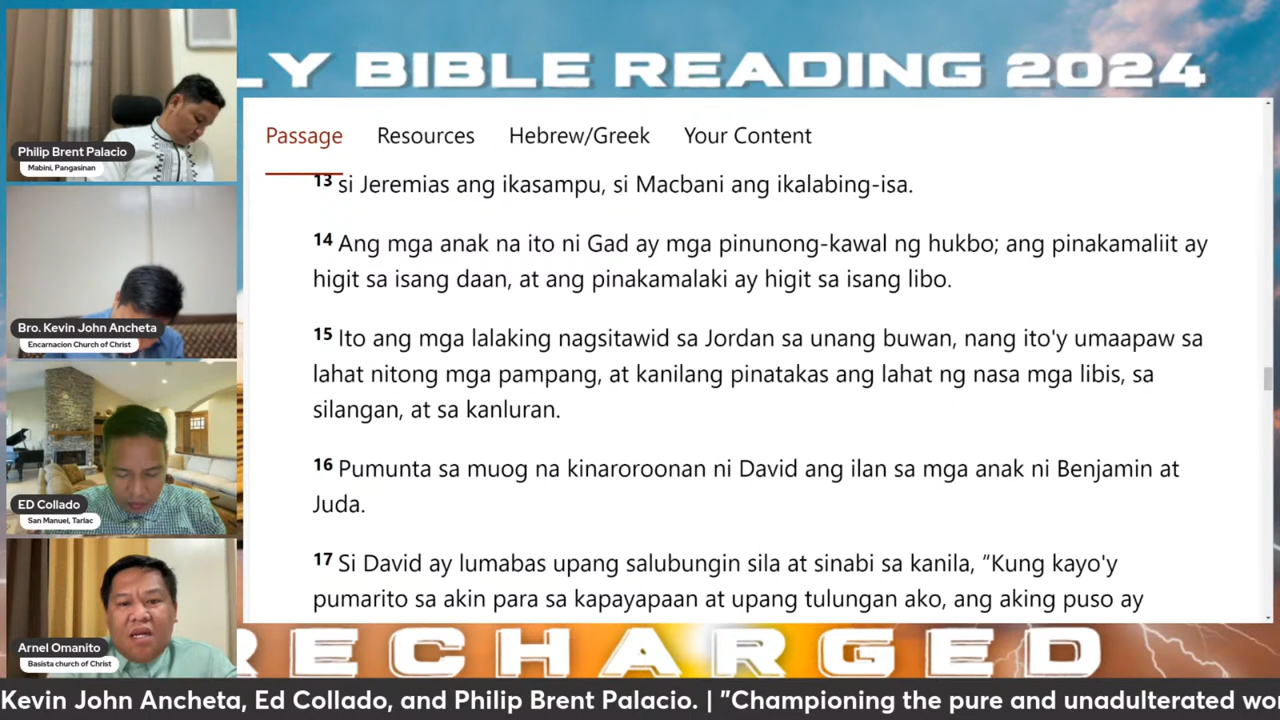 LY BIBLE READING 2024
Philip Brent Palacio
Mabini, Pangasinan
Bro. Kevin John Ancheta
Encarnacion Church of Christ
ED Collado
San Manuel, Tarlac
Arnel Omanito
Basista church of Christ
Passage Resources Hebrew/Greek Your Content
13 si Jeremias ang ikasampu, si Macbani ang ikalabing-isa.
14 Ang mga anak na ito ni Gad ay mga pinunong-kawal ng hukbo; ang pinakamaliit ay
higit sa isang daan, at ang pinakamalaki ay higit sa isang libo.
15 Ito ang mga lalaking nagsitawid sa Jordan sa unang buwan, nang ito'y umaapaw sa
lahat nitong mga pampang, at kanilang pinatakas ang lahat ng nasa mga libis, sa
silangan, at sa kanluran.
16 Pumunta sa muog na kinaroroonan ni David ang ilan sa mga anak ni Benjamin at
Juda.
17 Si David ay lumabas upang salubungin sila at sinabi sa kanila, “Kung kayo'y
pumarito sa akin para sa kapayapaan at upang tulungan ako, ang aking puso ay
RECHARGED
Kevin John Ancheta, Ed Collado, and Philip Brent Palacio. | "Championing the pure and unadulterated wo